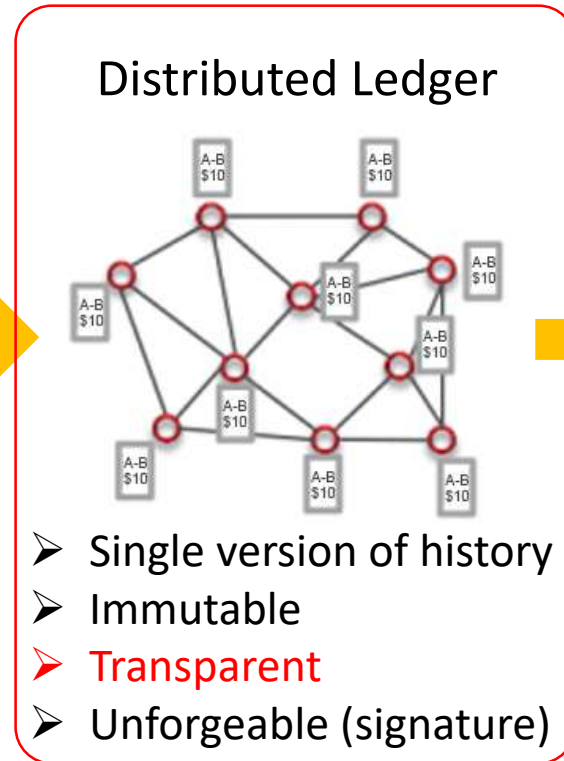 Distributed Ledger
A-B
$10
A-B
$10
A-B
$10
A-B
$10
A-B
$10
A-B
$10
A-B
$10
A-B
$10
A-B
$10
A-B
$10
➤ Single version of history
➤ Immutable
➤ Transparent
➤ Unforgeable (signature)